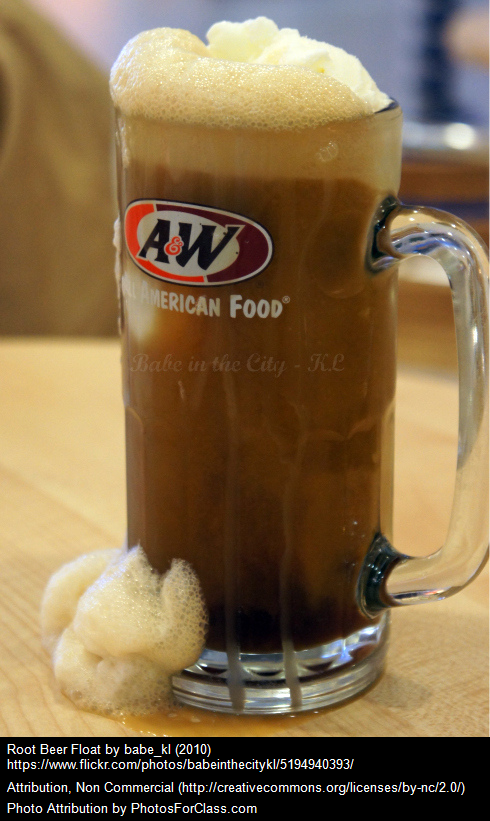 A&W
ALL AMERICAN FOOD®
Babe in the City - KL
Root Beer Float by babe_kl (2010)
https://www.flickr.com/photos/babeinthecitykl/5194940393/
Attribution, Non Commercial (http://creativecommons.org/licenses/by-nc/2.0/)
Photo Attribution by PhotosForClass.com